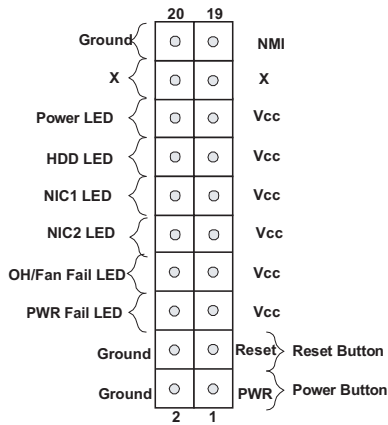 20 19
Ground NMI
X X
Power LED Vcc
HDD LED Vcc
NIC1 LED Vcc
NIC2 LED Vcc
OH/Fan Fail LED Vcc
PWR Fail LED Vcc
Ground Reset Reset Button
Ground PWR Power Button
2 1